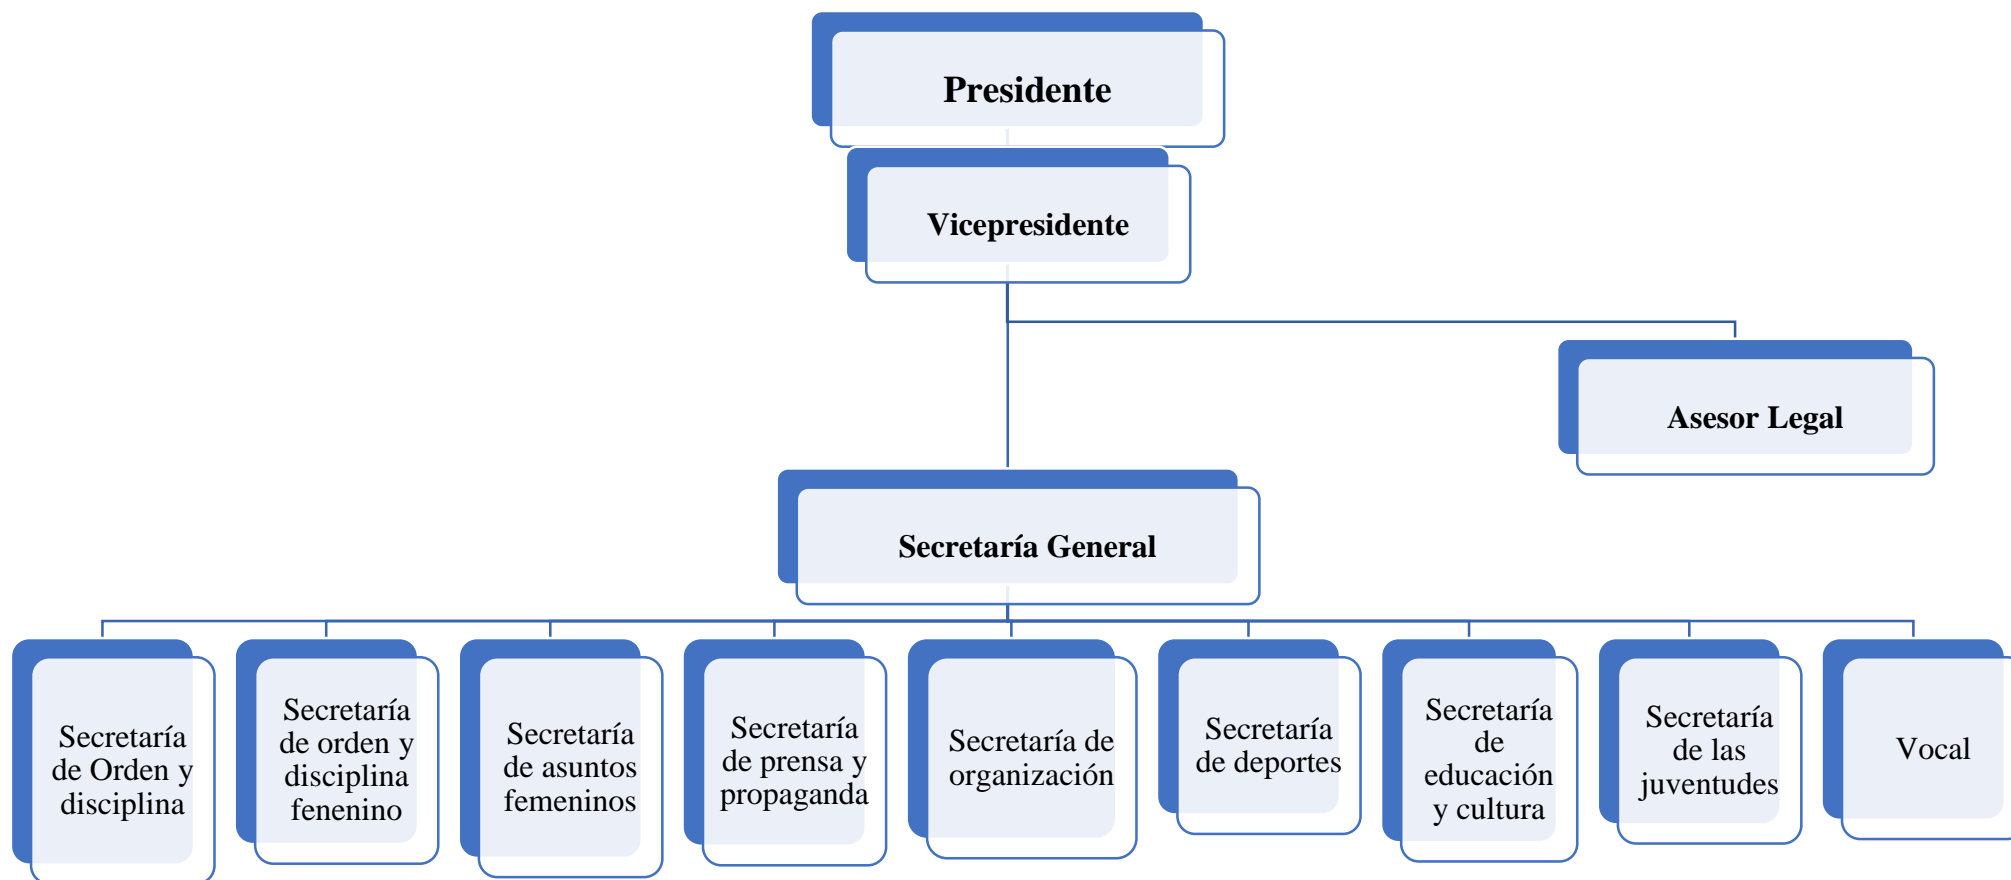 Presidente
Vicepresidente
Asesor Legal
Secretaría General
Secretaría
de Orden y
disciplina
Secretaría
de orden y
disciplina
fenenino
Secretaría
de asuntos
femeninos
Secretaría
de prensa y
propaganda
Secretaría de
organización
Secretaría
de deportes
Secretaría
de
educación
y cultura
Secretaría
de las
juventudes
Vocal